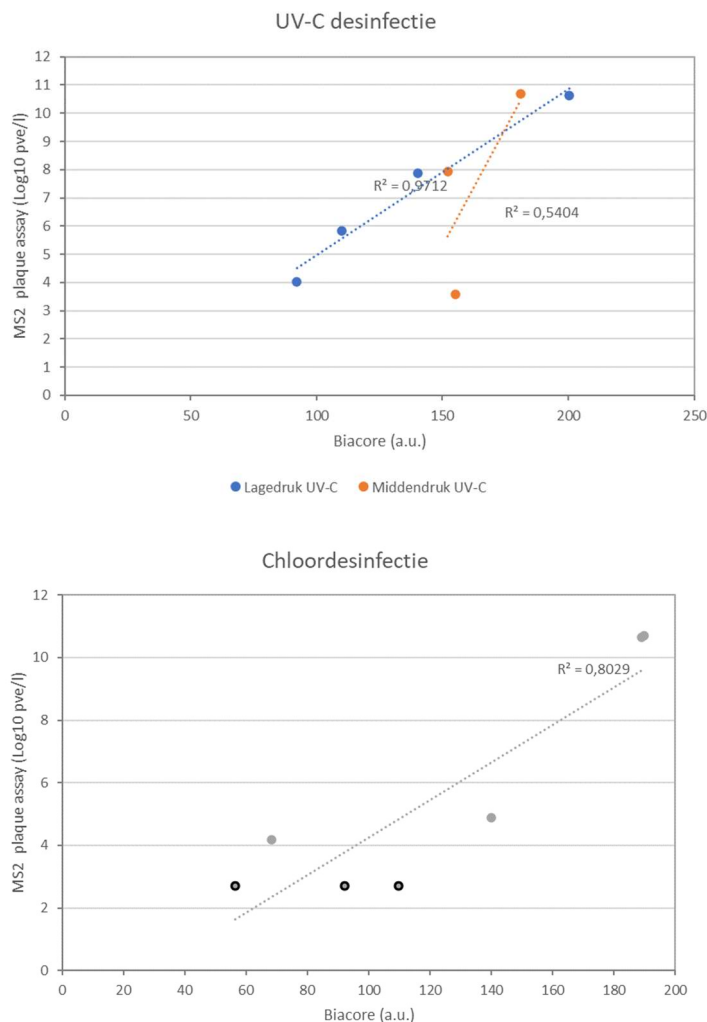 UV-C desinfectie
12
11
10
9
8
7
6
5
4
3
2
1
0
MS2 plaque assay (Log10 pve/l)
R² = 0,9712
R² = 0,5404
0 50 100 150 200 250
Biacore (a.u.)
Lagedruk UV-C Middendruk UV-C
Chloordesinfectie
12
10
8
6
4
2
0
MS2 plaque assay (Log10 pve/l)
R² = 0,8029
0 20 40 60 80 100 120 140 160 180 200
Biacore (a.u.)